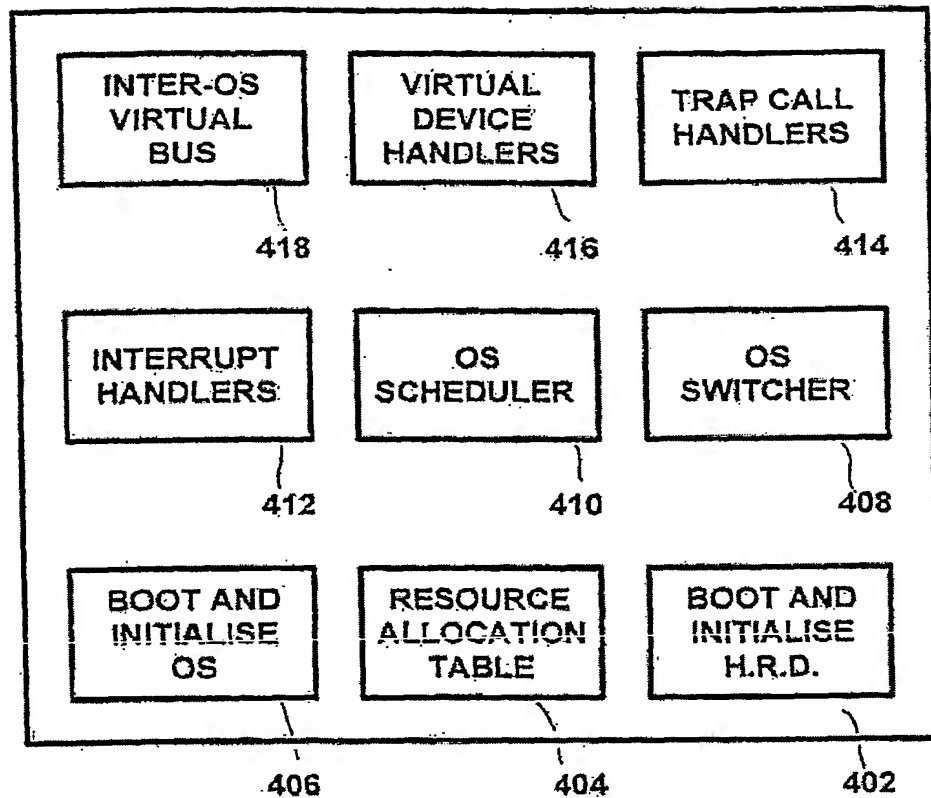 INTER-OS
VIRTUAL
BUS
418
VIRTUAL
DEVICE
HANDLERS
416
TRAP CALL
HANDLERS
414
INTERRUPT
HANDLERS
412
OS
SCHEDULER
410
OS
SWITCHER
408
BOOT AND
INITIALISE
OS
406
RESOURCE
ALLOCATION
TABLE
404
BOOT AND
INITIALISE
H.R.D.
402